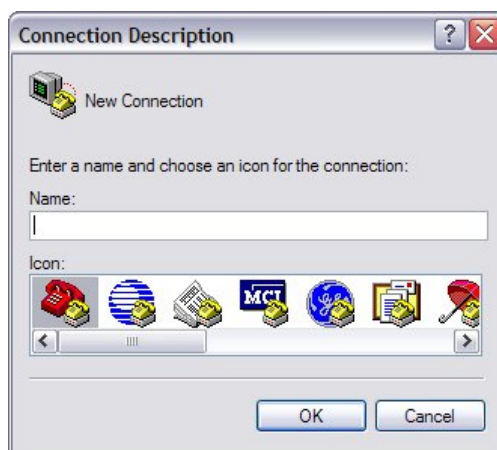 Connection Description
New Connection
Enter a name and choose an icon for the connection:
Name:
Icon:
MCI
OK
Cancel